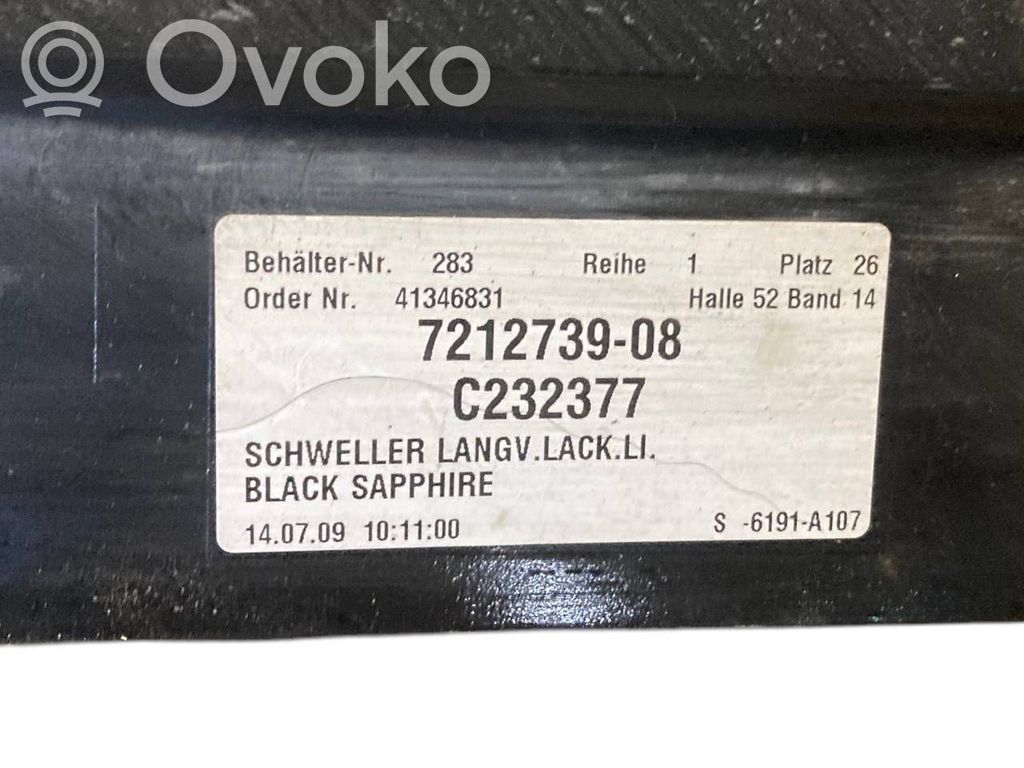 Ovoko
Behälter-Nr. 283 Reihe 1 Platz 26
Order Nr. 41346831 Halle 52 Band 14
7212739-08
C232377
SCHWELLER LANGV.LACK.LI.
BLACK SAPPHIRE
14.07.09 10:11:00 S -6191-A107